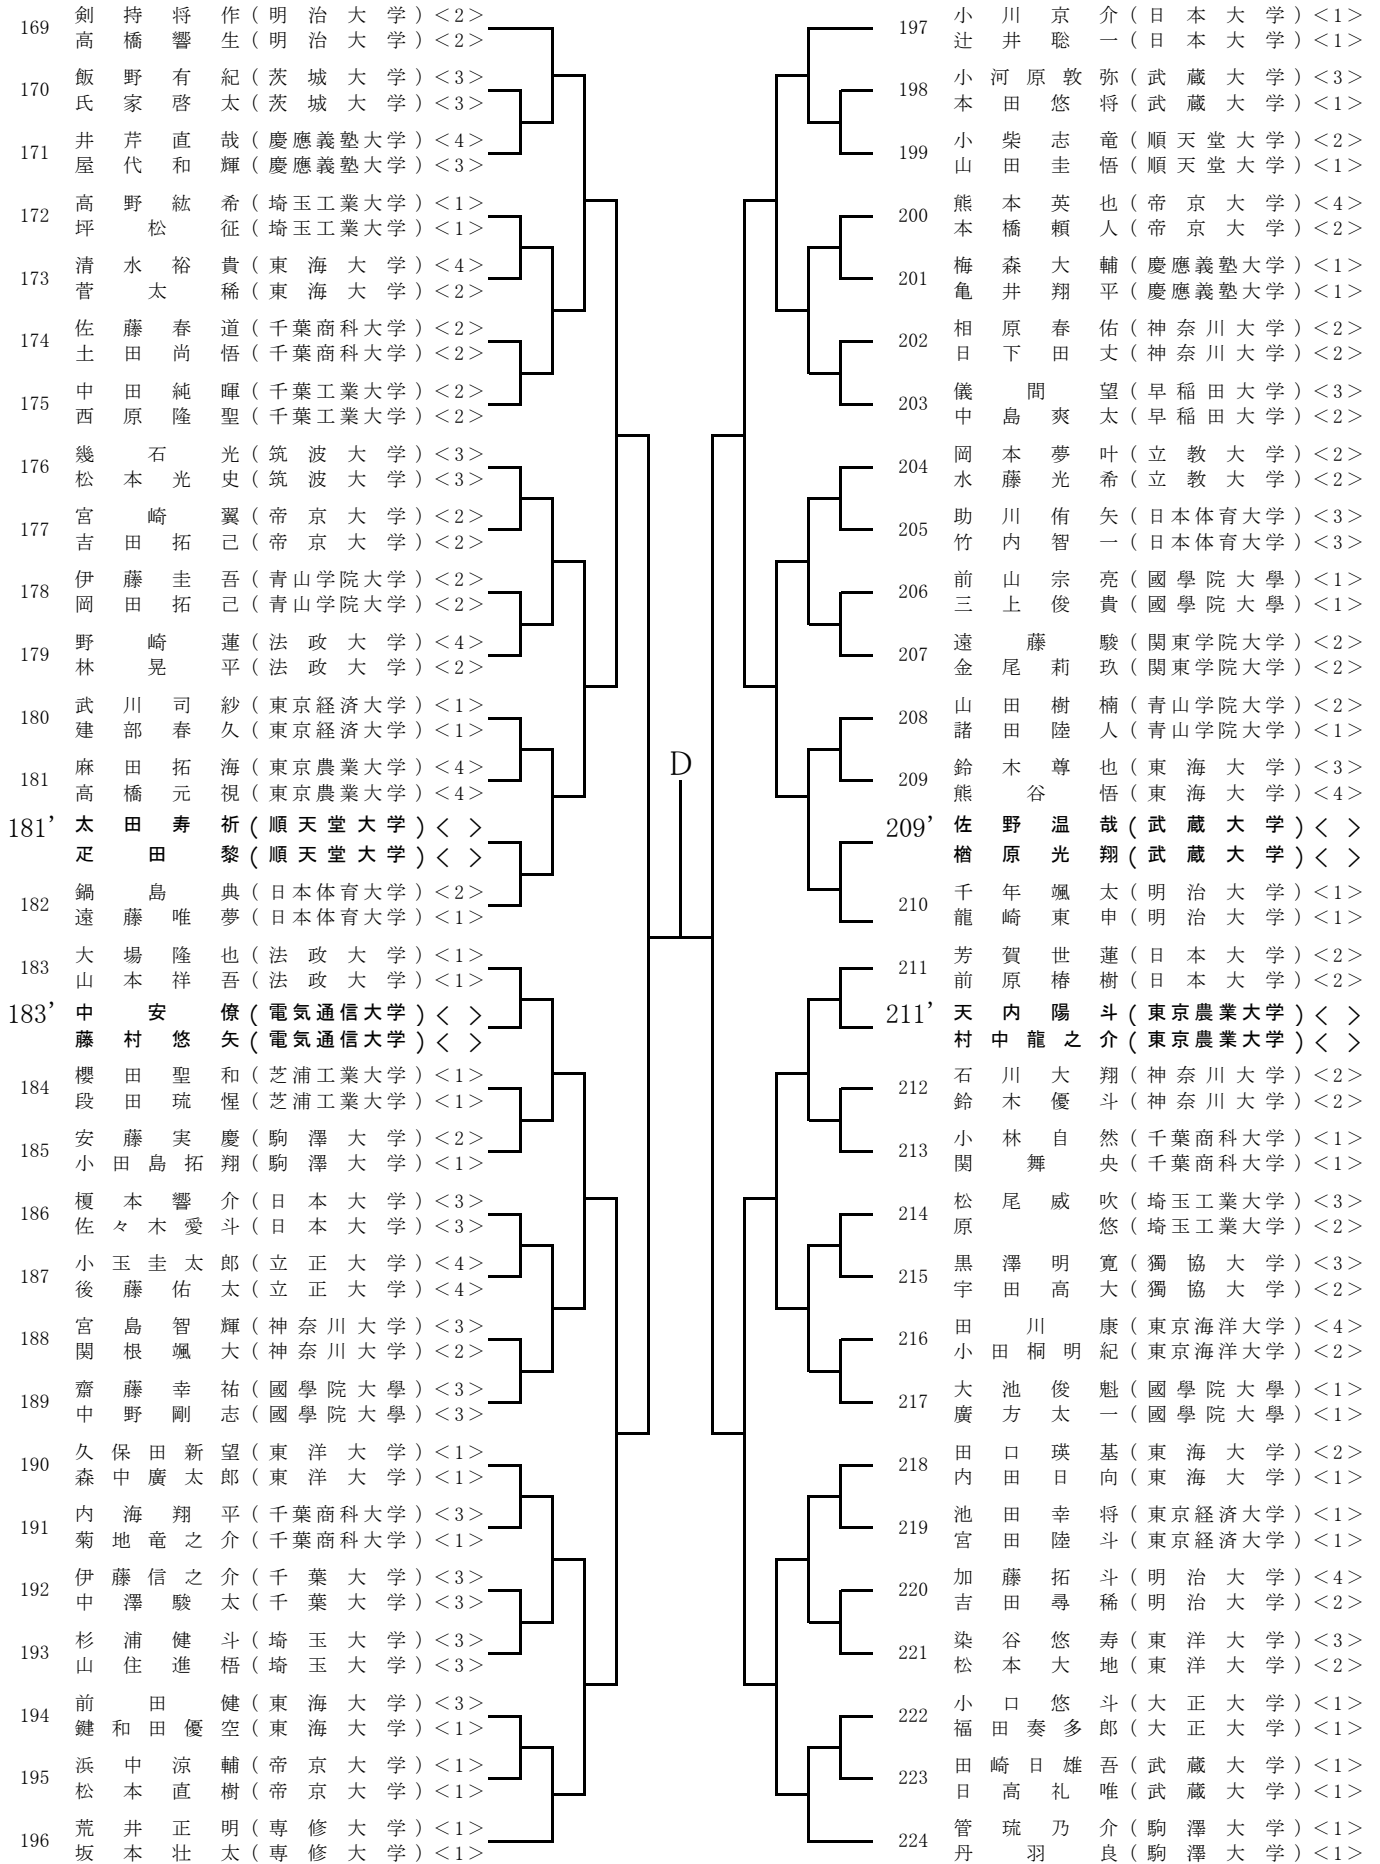 169
剣持将作(明治大学)<2>
高橋響生(明治大学)<2>
170
飯野有紀(茨城大学)<3>
氏家啓太(茨城大学)<3>
171
井芹直哉(慶應義塾大学)<4>
屋代和輝(慶應義塾大学)<3>
172
高野紘希(埼玉工業大学)<1>
坪松征(埼玉工業大学)<1>
173
清水裕貴(東海大学)<4>
菅太稀(東海大学)<2>
174
佐藤春道(千葉商科大学)<2>
土田尚悟(千葉商科大学)<2>
175
中田純暉(千葉工業大学)<2>
西原隆聖(千葉工業大学)<2>
176
幾石光(筑波大学)<3>
松本光史(筑波大学)<3>
177
宮崎翼(帝京大学)<2>
吉田拓己(帝京大学)<2>
178
伊藤圭吾(青山学院大学)<2>
岡田拓己(青山学院大学)<2>
179
野崎蓮(法政大学)<4>
林晃平(法政大学)<2>
180
武川司紗(東京経済大学)<1>
建部春久(東京経済大学)<1>
181
麻田拓海(東京農業大学)<4>
高橋元視(東京農業大学)<4>
181’
太田寿祈(順天堂大学)< >
疋田黎(順天堂大学)< >
182
鍋島典(日本体育大学)<2>
遠藤唯夢(日本体育大学)<1>
183
大場隆也(法政大学)<1>
山本祥吾(法政大学)<1>
183’
中安僚(電気通信大学)< >
藤村悠矢(電気通信大学)< >
184
櫻田聖和(芝浦工業大学)<1>
段田琉惺(芝浦工業大学)<1>
185
安藤実慶(駒澤大学)<2>
小田島拓翔(駒澤大学)<1>
186
榎本響介(日本大学)<3>
佐々木愛斗(日本大学)<3>
187
小玉圭太郎(立正大学)<4>
後藤佑太(立正大学)<4>
188
宮島智輝(神奈川大学)<3>
関根颯大(神奈川大学)<2>
189
齋藤幸祐(國學院大學)<3>
中野剛志(國學院大學)<3>
190
久保田新望(東洋大学)<1>
森中廣太郎(東洋大学)<1>
191
内海翔平(千葉商科大学)<3>
菊地竜之介(千葉商科大学)<1>
192
伊藤信之介(千葉大学)<3>
中澤駿太(千葉大学)<3>
193
杉浦健斗(埼玉大学)<3>
山住進梧(埼玉大学)<3>
194
前田健(東海大学)<3>
鍵和田優空(東海大学)<1>
195
浜中涼輔(帝京大学)<1>
松本直樹(帝京大学)<1>
196
荒井正明(専修大学)<1>
坂本壮太(専修大学)<1>
D
197
小川京介(日本大学)<1>
辻井聡一(日本大学)<1>
198
小河原敦弥(武蔵大学)<3>
本田悠将(武蔵大学)<1>
199
小柴志竜(順天堂大学)<2>
山田圭悟(順天堂大学)<1>
200
熊本英也(帝京大学)<4>
本橋頼人(帝京大学)<2>
201
梅森大輔(慶應義塾大学)<1>
亀井翔平(慶應義塾大学)<1>
202
相原春佑(神奈川大学)<2>
日下田丈(神奈川大学)<2>
203
儀間望(早稲田大学)<3>
中島爽太(早稲田大学)<2>
204
岡本夢叶(立教大学)<2>
水藤光希(立教大学)<2>
205
助川侑矢(日本体育大学)<3>
竹内智一(日本体育大学)<3>
206
前山宗亮(國學院大學)<1>
三上俊貴(國學院大學)<1>
207
遠藤駿(関東学院大学)<2>
金尾莉玖(関東学院大学)<2>
208
山田樹楠(青山学院大学)<2>
諸田陸人(青山学院大学)<1>
209
鈴木尊也(東海大学)<3>
熊谷悟(東海大学)<4>
209’
佐野温哉(武蔵大学)< >
楢原光翔(武蔵大学)< >
210
千年颯太(明治大学)<1>
龍崎東申(明治大学)<1>
211
芳賀世蓮(日本大学)<2>
前原椿樹(日本大学)<2>
211’
天内陽斗(東京農業大学)< >
村中龍之介(東京農業大学)< >
212
石川大翔(神奈川大学)<2>
鈴木優斗(神奈川大学)<2>
213
小林自然(千葉商科大学)<1>
関舞央(千葉商科大学)<1>
214
松尾威吹(埼玉工業大学)<3>
原悠(埼玉工業大学)<2>
215
黒澤明寛(獨協大学)<3>
宇田高大(獨協大学)<2>
216
田川康(東京海洋大学)<4>
小田桐明紀(東京海洋大学)<2>
217
大池俊魁(國學院大學)<1>
廣方太一(國學院大學)<1>
218
田口瑛基(東海大学)<2>
内田日向(東海大学)<1>
219
池田幸将(東京経済大学)<1>
宮田陸斗(東京経済大学)<1>
220
加藤拓斗(明治大学)<4>
吉田尋稀(明治大学)<2>
221
染谷悠寿(東洋大学)<3>
松本大地(東洋大学)<2>
222
小口悠斗(大正大学)<1>
福田奏多郎(大正大学)<1>
223
田崎日雄吾(武蔵大学)<1>
日高礼唯(武蔵大学)<1>
224
管琉乃介(駒澤大学)<1>
丹羽良(駒澤大学)<1>